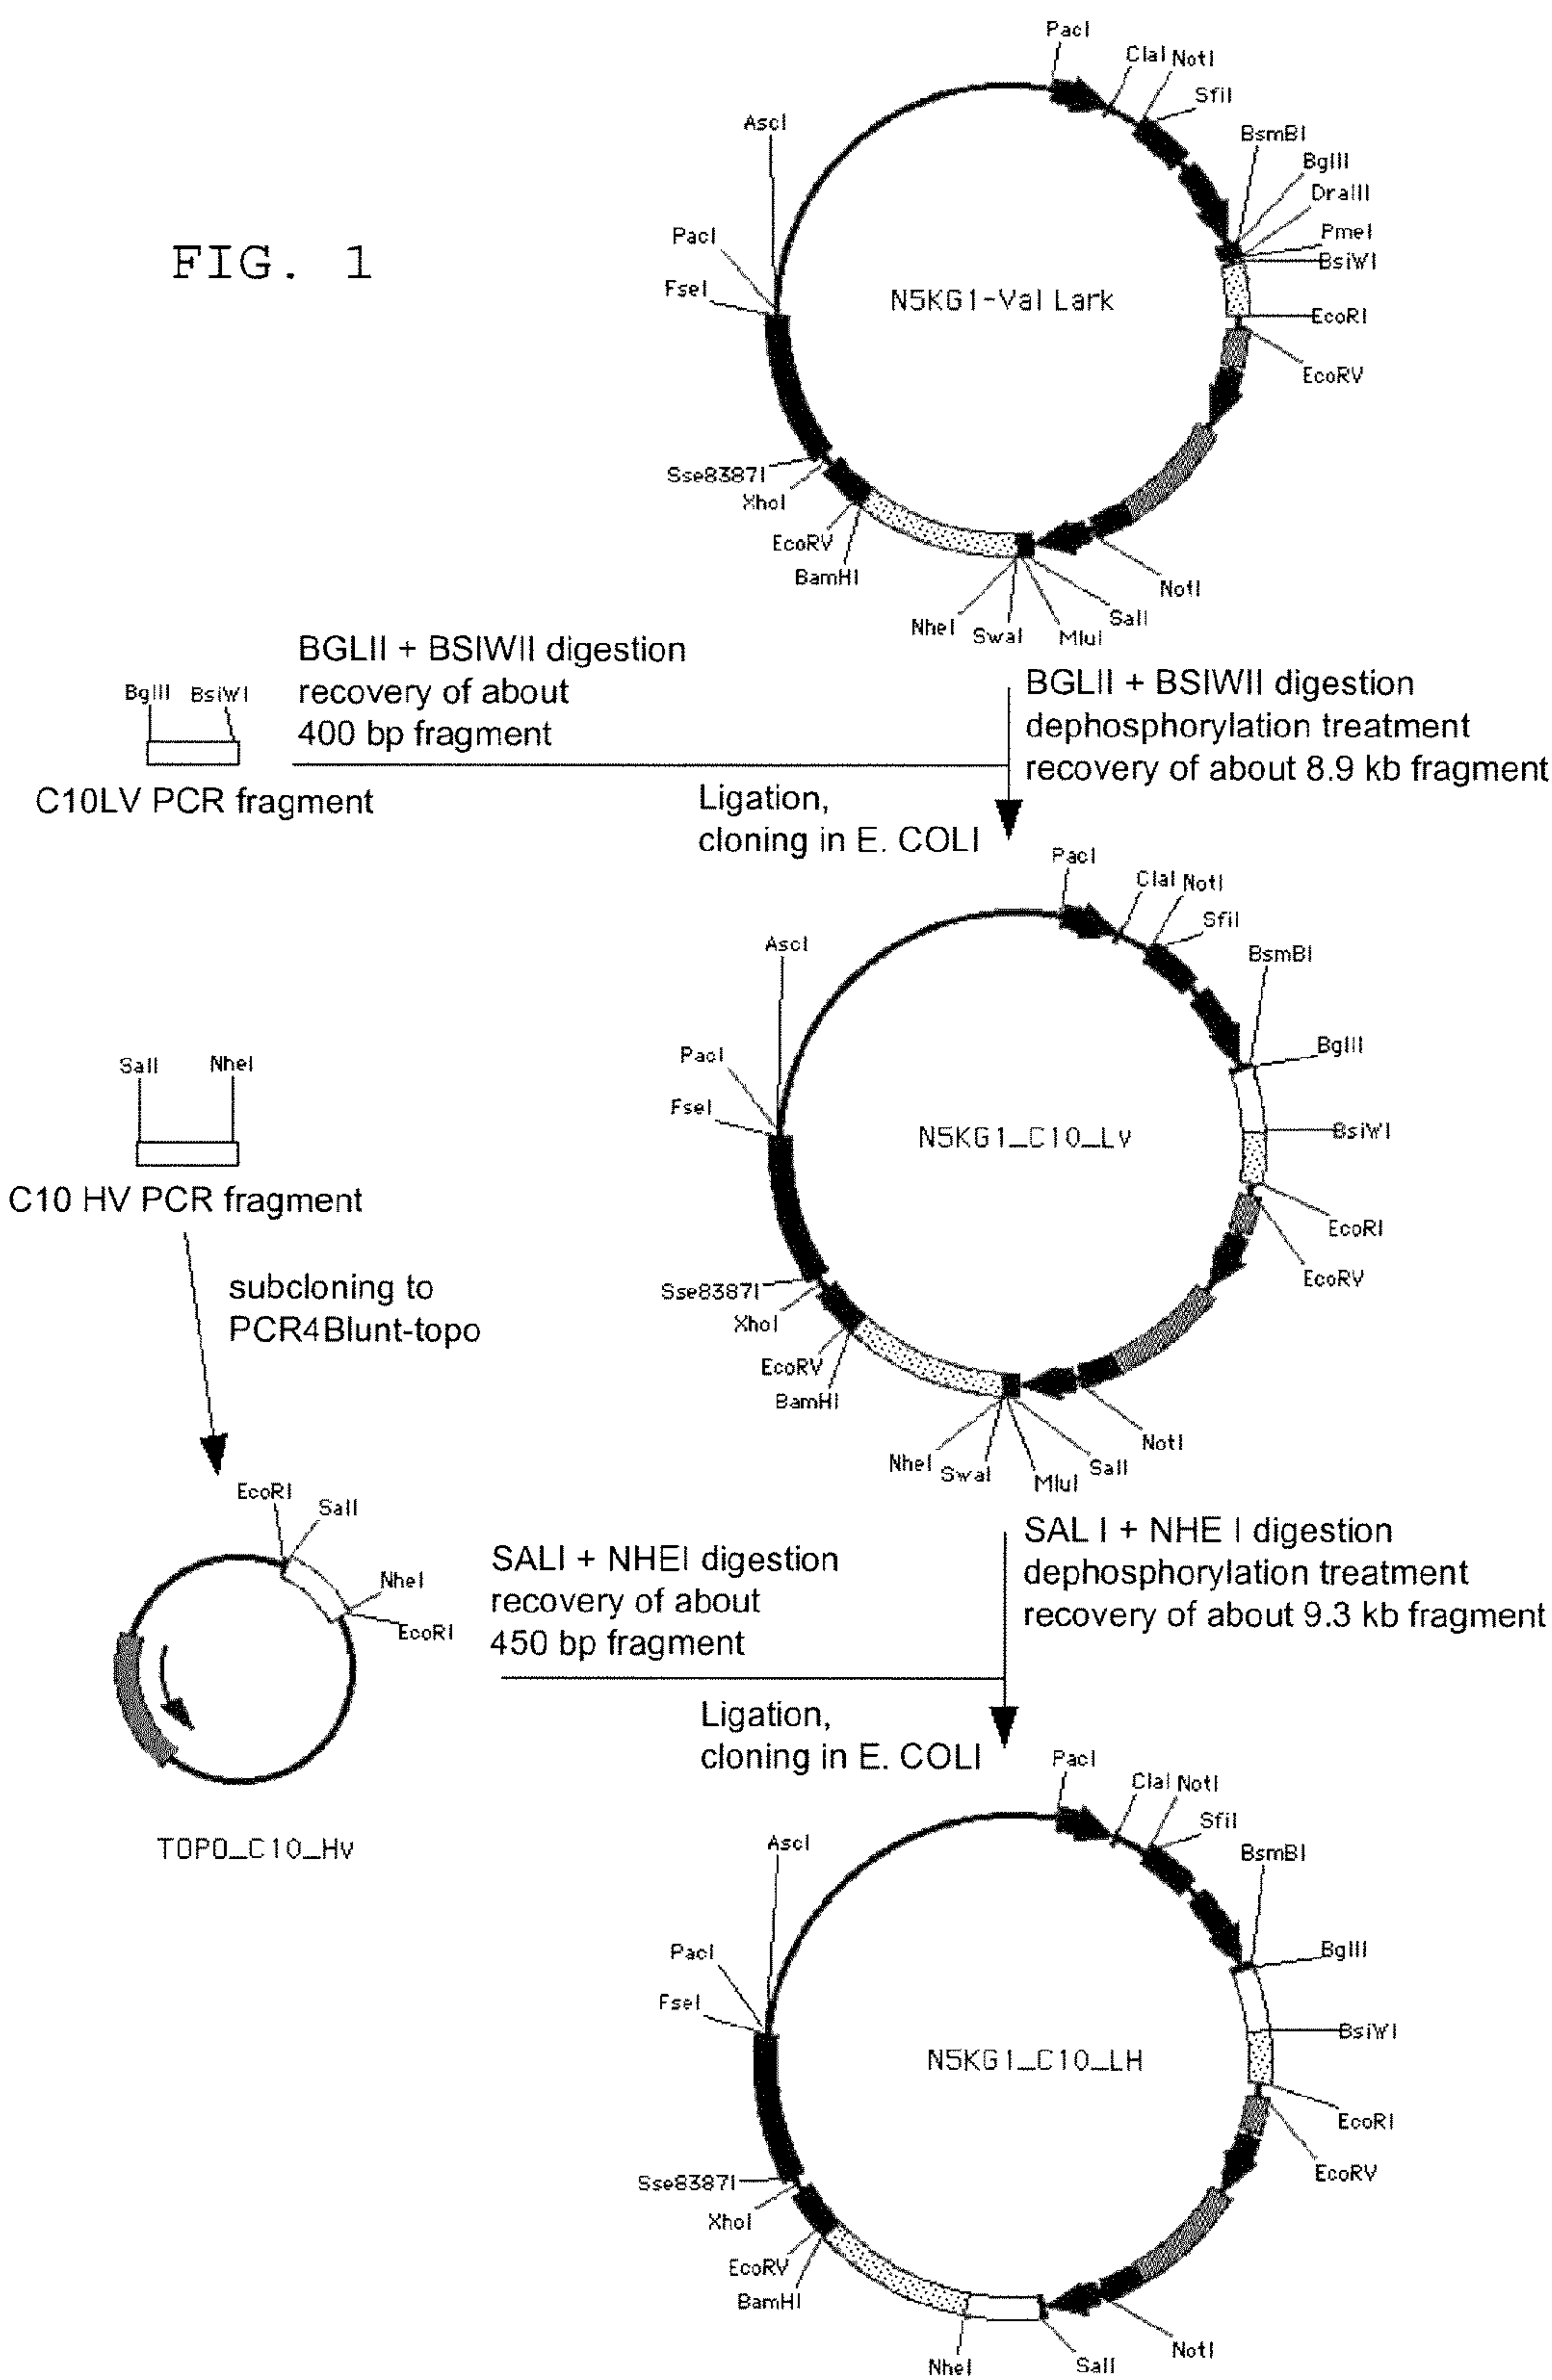 FIG. 1
PacI
ClaI NotI
SfiI
AscI
BsmBI
BglII
DraIII
PmeI
BsiWI
PacI
FseI
N5KG1-Val Lark
EcoRI
EcoRV
Sse8387I
XhoI
EcoRV
BamHI
NheI
SwaI
MluI
SalI
NotI
BGLII + BSIWII digestion
recovery of about
400 bp fragment
BglII BsiWI
C10LV PCR fragment
BGLII + BSIWII digestion
dephosphorylation treatment
recovery of about 8.9 kb fragment
Ligation,
cloning in E. COLI
PacI
ClaI NotI
SfiI
AscI
BsmBI
BglII
PacI
FseI
N5KG1_C10_Lv
BsiWI
EcoRI
EcoRV
Sse8387I
XhoI
EcoRV
BamHI
NheI
SwaI
MluI
SalI
NotI
SalI NheI
C10 HV PCR fragment
subcloning to
PCR4Blunt-topo
EcoRI
SalI
NheI
EcoRI
TOPO_C10_Hv
SALI + NHEI digestion
recovery of about
450 bp fragment
SAL I + NHE I digestion
dephosphorylation treatment
recovery of about 9.3 kb fragment
Ligation,
cloning in E. COLI
PacI
ClaI NotI
SfiI
AscI
BsmBI
BglII
PacI
FseI
N5KG1_C10_LH
BsiWI
EcoRI
EcoRV
Sse8387I
XhoI
EcoRV
BamHI
NheI
SalI
NotI